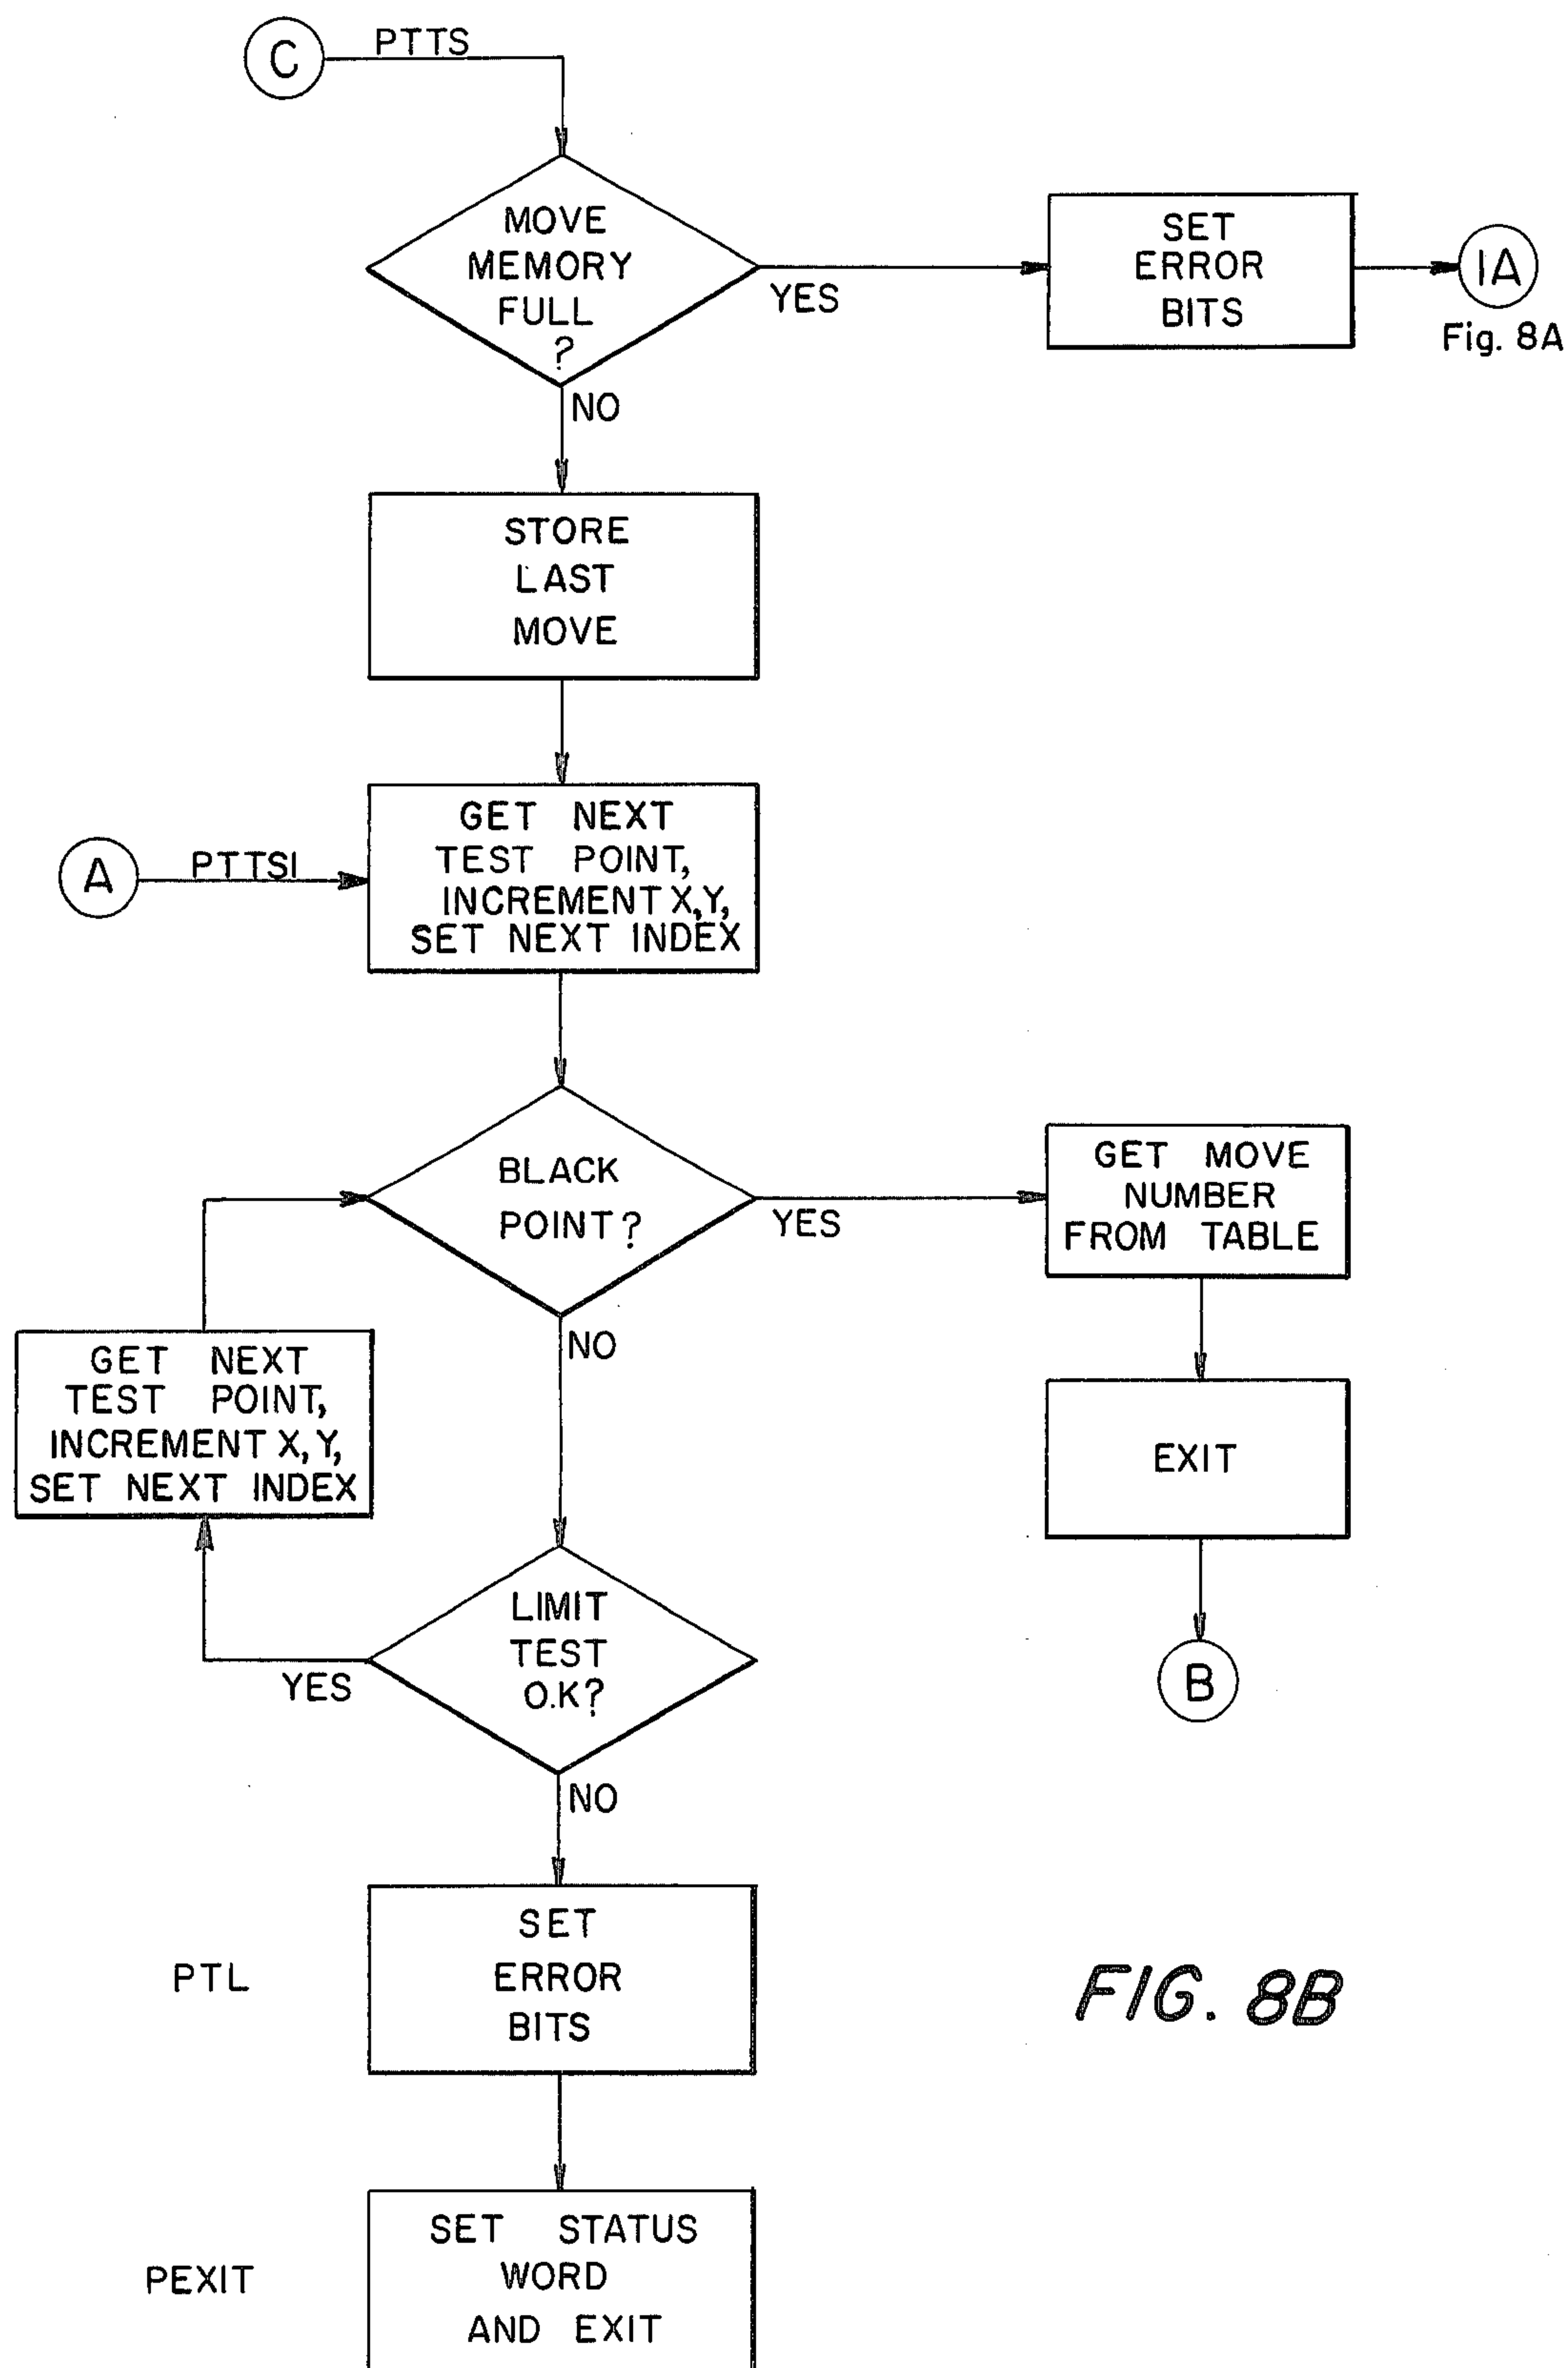 C
PTTS
MOVE
MEMORY
FULL
?
YES
SET
ERROR
BITS
1A
Fig. 8A
NO
STORE
LAST
MOVE
A
PTTS1
GET NEXT
TEST POINT,
INCREMENT X,Y,
SET NEXT INDEX
BLACK
POINT?
YES
GET MOVE
NUMBER
FROM TABLE
NO
GET NEXT
TEST POINT,
INCREMENT X,Y,
SET NEXT INDEX
EXIT
LIMIT
TEST
O.K?
YES
B
NO
PTL
SET
ERROR
BITS
FIG. 8B
PEXIT
SET STATUS
WORD
AND EXIT